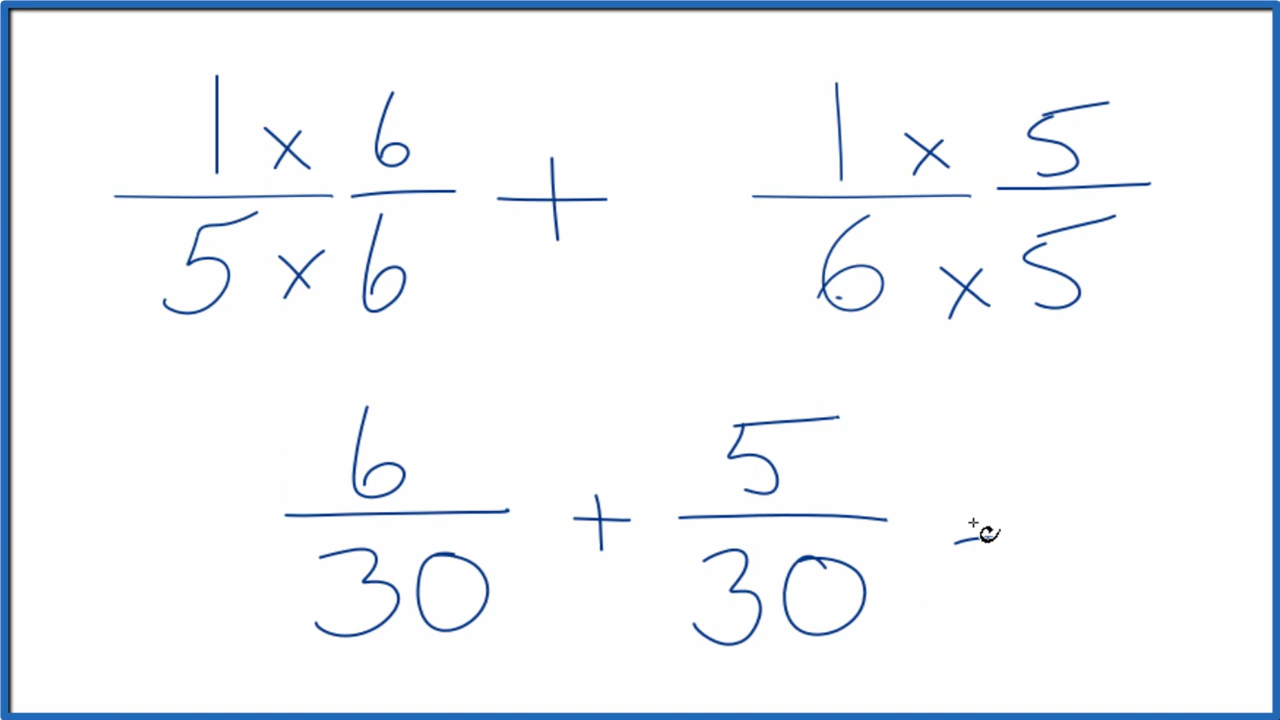 1 × 6 / 5 × 6 + 1 × 5 / 6 × 5
6/30 + 5/30 =